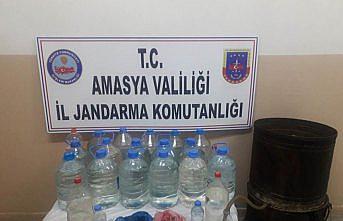 T.C.
AMASYA VALİLİĞİ
İL JANDARMA KOMUTANLIĞI